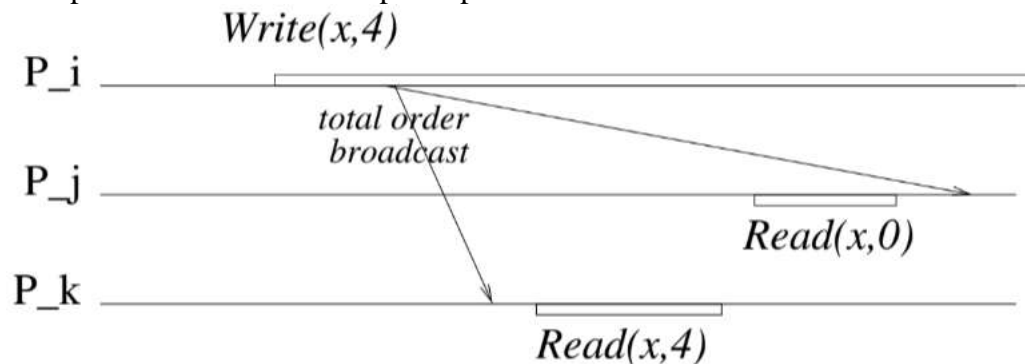 Write(x,4)
P_i
total order
broadcast
P_j
Read(x,0)
P_k
Read(x,4)